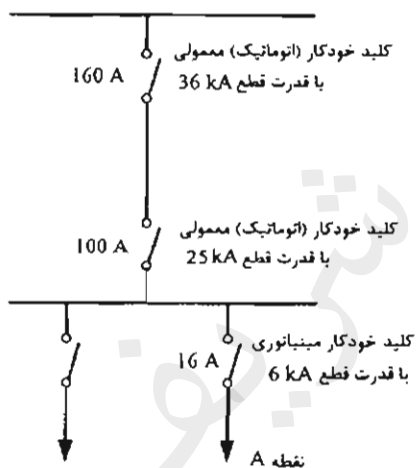 160 A
کلید خودکار (اتوماتیک) معمولی
با قدرت قطع 36 kA
100 A
کلید خودکار (اتوماتیک) معمولی
با قدرت قطع 25 kA
16 A
کلید خودکار مینیاتوری
با قدرت قطع 6 kA
نقطه A